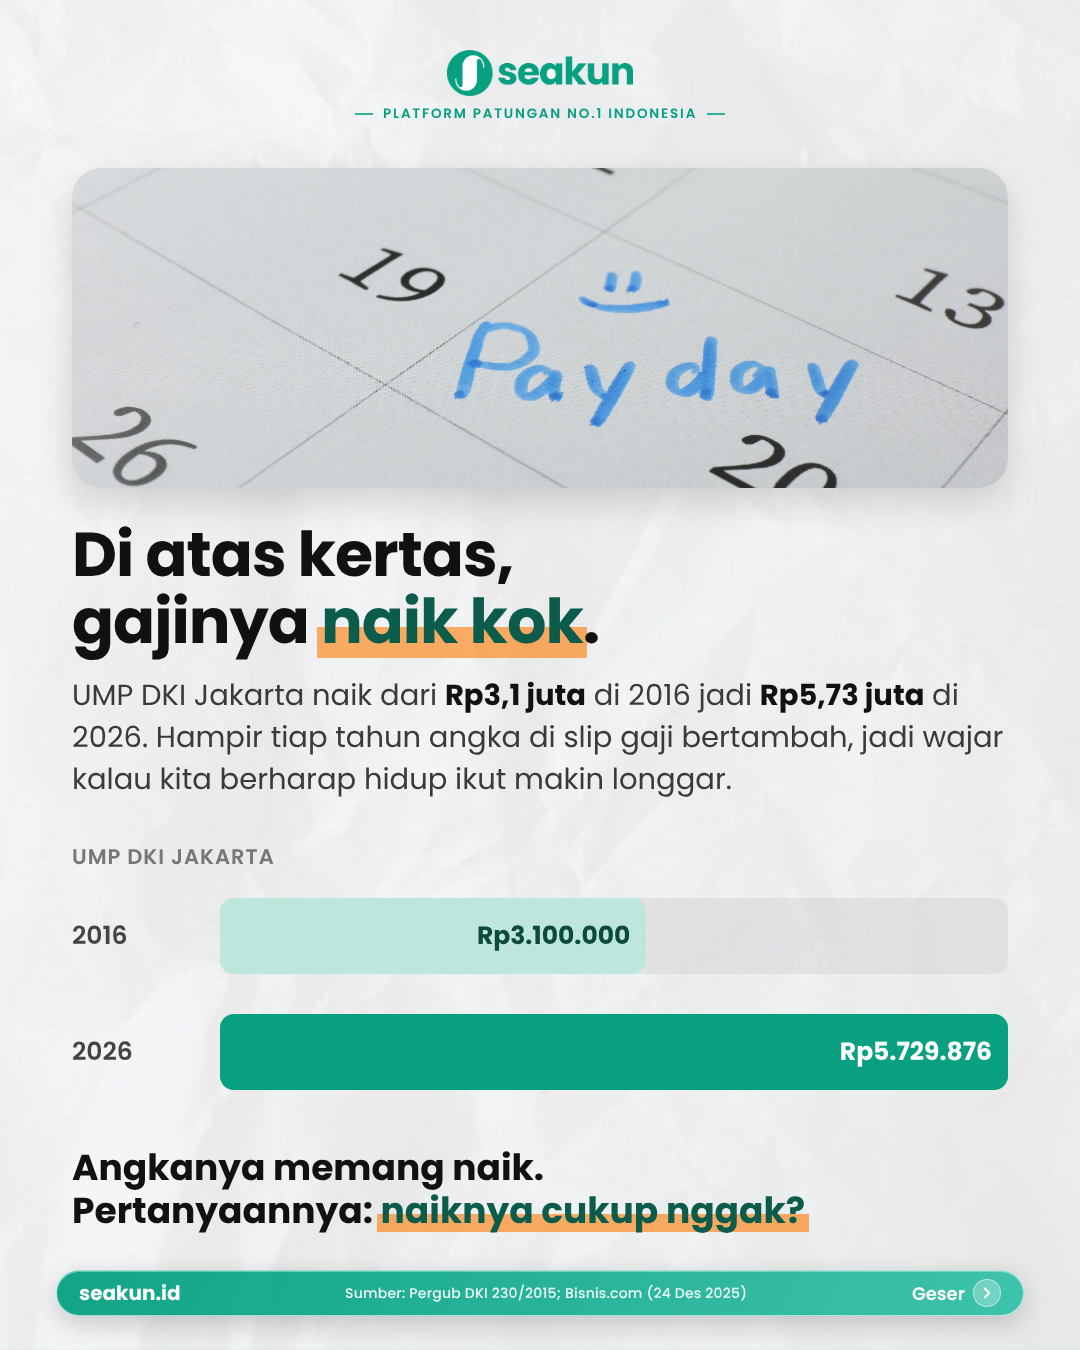 seakun
PLATFORM PATUNGAN NO.1 INDONESIA
19
13
Payday
26
20
Di atas kertas,
gajinya naik kok.
UMP DKI Jakarta naik dari Rp3,1 juta di 2016 jadi Rp5,73 juta di
2026. Hampir tiap tahun angka di slip gaji bertambah, jadi wajar
kalau kita berharap hidup ikut makin longgar.
UMP DKI JAKARTA
2016 Rp3.100.000
2026 Rp5.729.876
Angkanya memang naik.
Pertanyaannya: naiknya cukup nggak?
seakun.id Sumber: Pergub DKI 230/2015; Bisnis.com (24 Des 2025) Geser